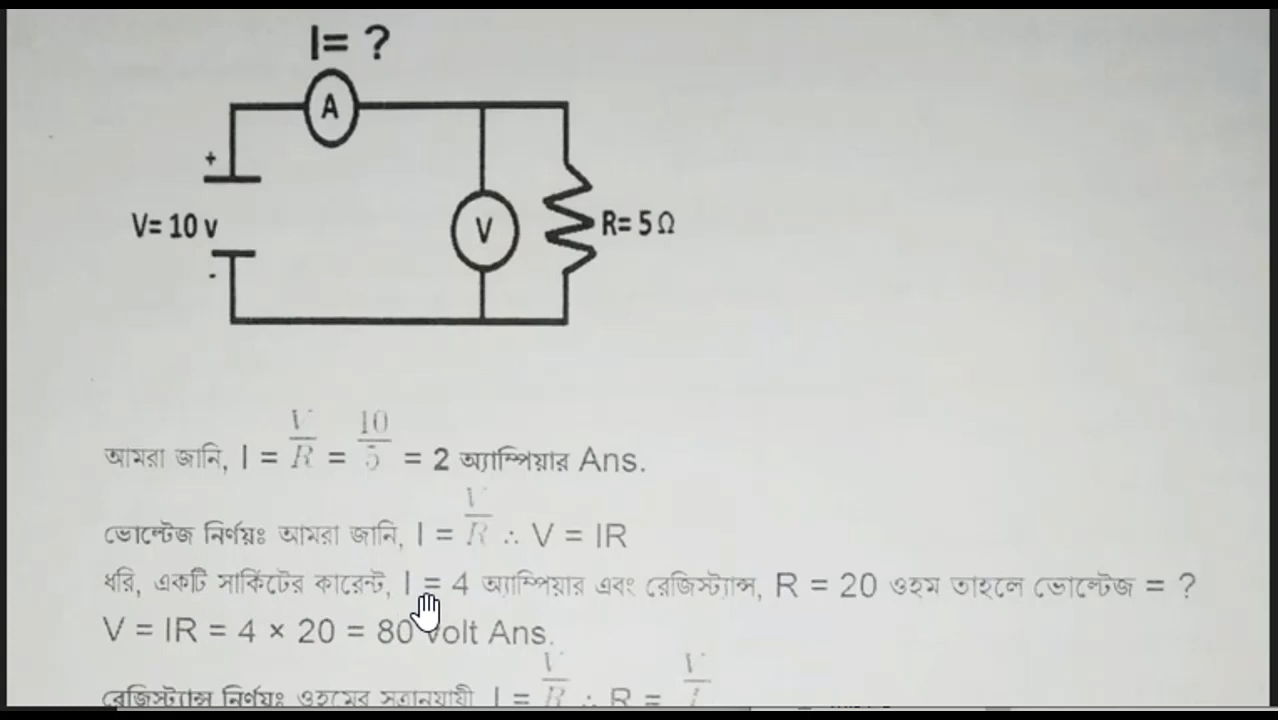 I= ?
A
+
V= 10 v
V
R= 5 Ω
-
আমরা জানি, I = V/R = 10/5 = 2 অ্যাম্পিয়ার Ans.
ভোল্টেজ নির্ণয়ঃ আমরা জানি, I = V/R ∴ V = IR
ধরি, একটি সার্কিটের কারেন্ট, I = 4 অ্যাম্পিয়ার এবং রেজিস্ট্যান্স, R = 20 ওহম তাহলে ভোল্টেজ = ?
V = IR = 4 × 20 = 80 Volt Ans.
রেজিস্ট্যান্স নির্ণয়ঃ ওহমের সূত্রানুযায়ী I = V/R ∴ R = V/I